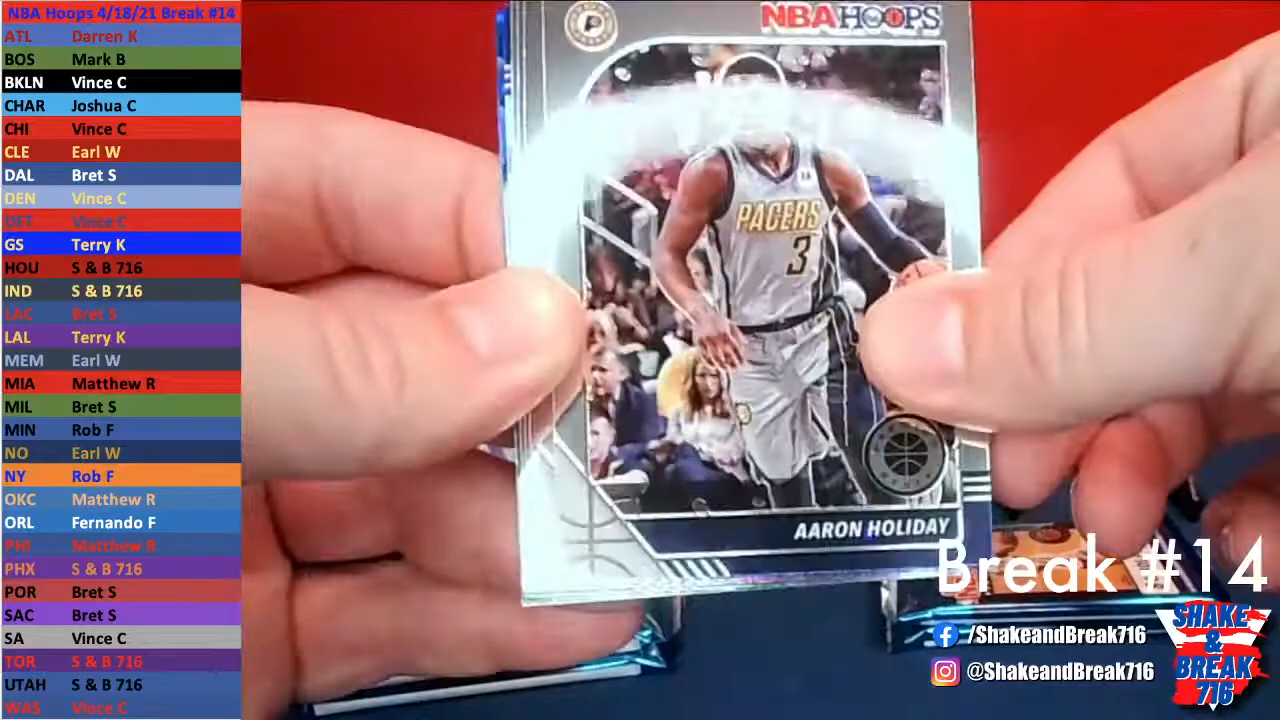 NBA Hoops 4/18/21 Break #14
ATL Darren K
BOS Mark B
BKLN Vince C
CHAR Joshua C
CHI Vince C
CLE Earl W
DAL Bret S
DEN Vince C
DET Vince C
GS Terry K
HOU S & B 716
IND S & B 716
LAC Bret S
LAL Terry K
MEM Earl W
MIA Matthew R
MIL Bret S
MIN Rob F
NO Earl W
NY Rob F
OKC Matthew R
ORL Fernando F
PHI Matthew R
PHX S & B 716
POR Bret S
SAC Bret S
SA Vince C
TOR S & B 716
UTAH S & B 716
WAS Vince C
NBA HOOPS
PACERS
3
AARON HOLIDAY
Break #14
/ShakeandBreak716
@ShakeandBreak716
SHAKE
&
BREAK
716